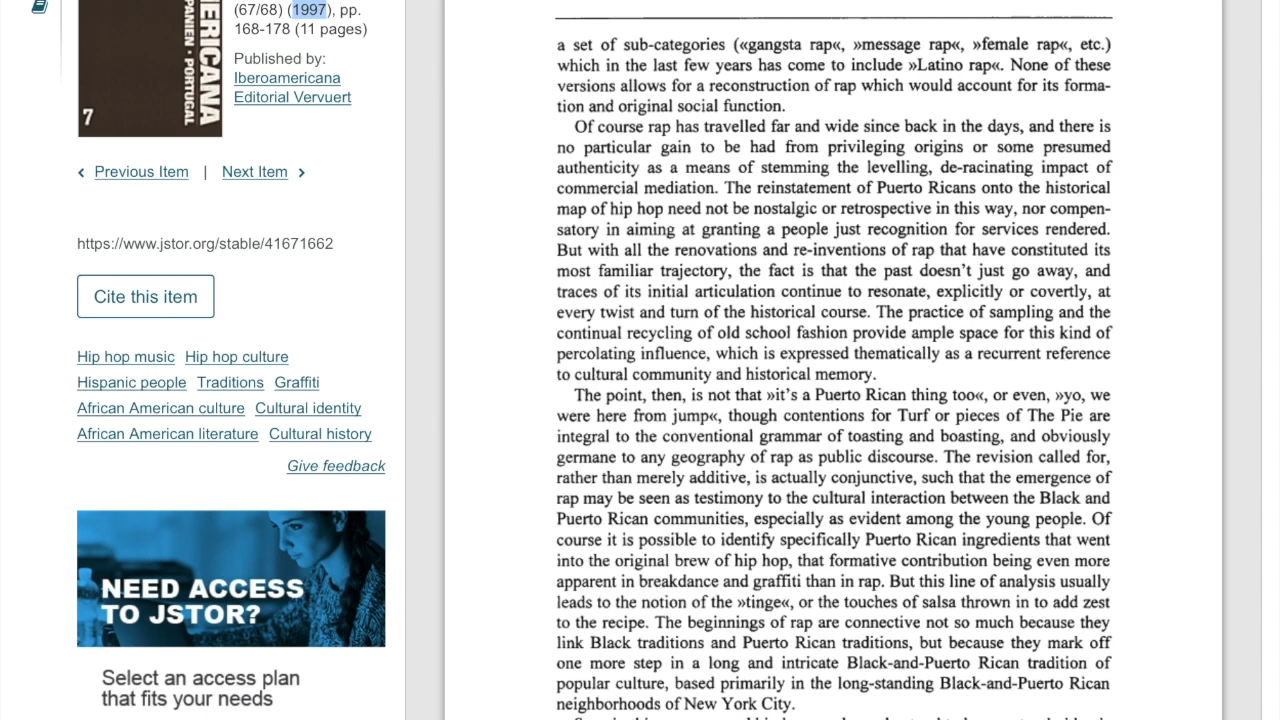 (67/68) (1997), pp.
168-178 (11 pages)
Published by:
Iberoamericana
Editorial Vervuert
ERICANA
PANIEN · PORTUGAL
7
Previous Item | Next Item
https://www.jstor.org/stable/41671662
Cite this item
Hip hop music Hip hop culture
Hispanic people Traditions Graffiti
African American culture Cultural identity
African American literature Cultural history
Give feedback
NEED ACCESS
TO JSTOR?
Select an access plan
that fits your needs
a set of sub-categories («gangsta rap«, »message rap«, »female rap«, etc.)
which in the last few years has come to include »Latino rap«. None of these
versions allows for a reconstruction of rap which would account for its forma-
tion and original social function.
Of course rap has travelled far and wide since back in the days, and there is
no particular gain to be had from privileging origins or some presumed
authenticity as a means of stemming the levelling, de-racinating impact of
commercial mediation. The reinstatement of Puerto Ricans onto the historical
map of hip hop need not be nostalgic or retrospective in this way, nor compen-
satory in aiming at granting a people just recognition for services rendered.
But with all the renovations and re-inventions of rap that have constituted its
most familiar trajectory, the fact is that the past doesn't just go away, and
traces of its initial articulation continue to resonate, explicitly or covertly, at
every twist and turn of the historical course. The practice of sampling and the
continual recycling of old school fashion provide ample space for this kind of
percolating influence, which is expressed thematically as a recurrent reference
to cultural community and historical memory.
The point, then, is not that »it's a Puerto Rican thing too«, or even, »yo, we
were here from jump«, though contentions for Turf or pieces of The Pie are
integral to the conventional grammar of toasting and boasting, and obviously
germane to any geography of rap as public discourse. The revision called for,
rather than merely additive, is actually conjunctive, such that the emergence of
rap may be seen as testimony to the cultural interaction between the Black and
Puerto Rican communities, especially as evident among the young people. Of
course it is possible to identify specifically Puerto Rican ingredients that went
into the original brew of hip hop, that formative contribution being even more
apparent in breakdance and graffiti than in rap. But this line of analysis usually
leads to the notion of the »tinge«, or the touches of salsa thrown in to add zest
to the recipe. The beginnings of rap are connective not so much because they
link Black traditions and Puerto Rican traditions, but because they mark off
one more step in a long and intricate Black-and-Puerto Rican tradition of
popular culture, based primarily in the long-standing Black-and-Puerto Rican
neighborhoods of New York City.